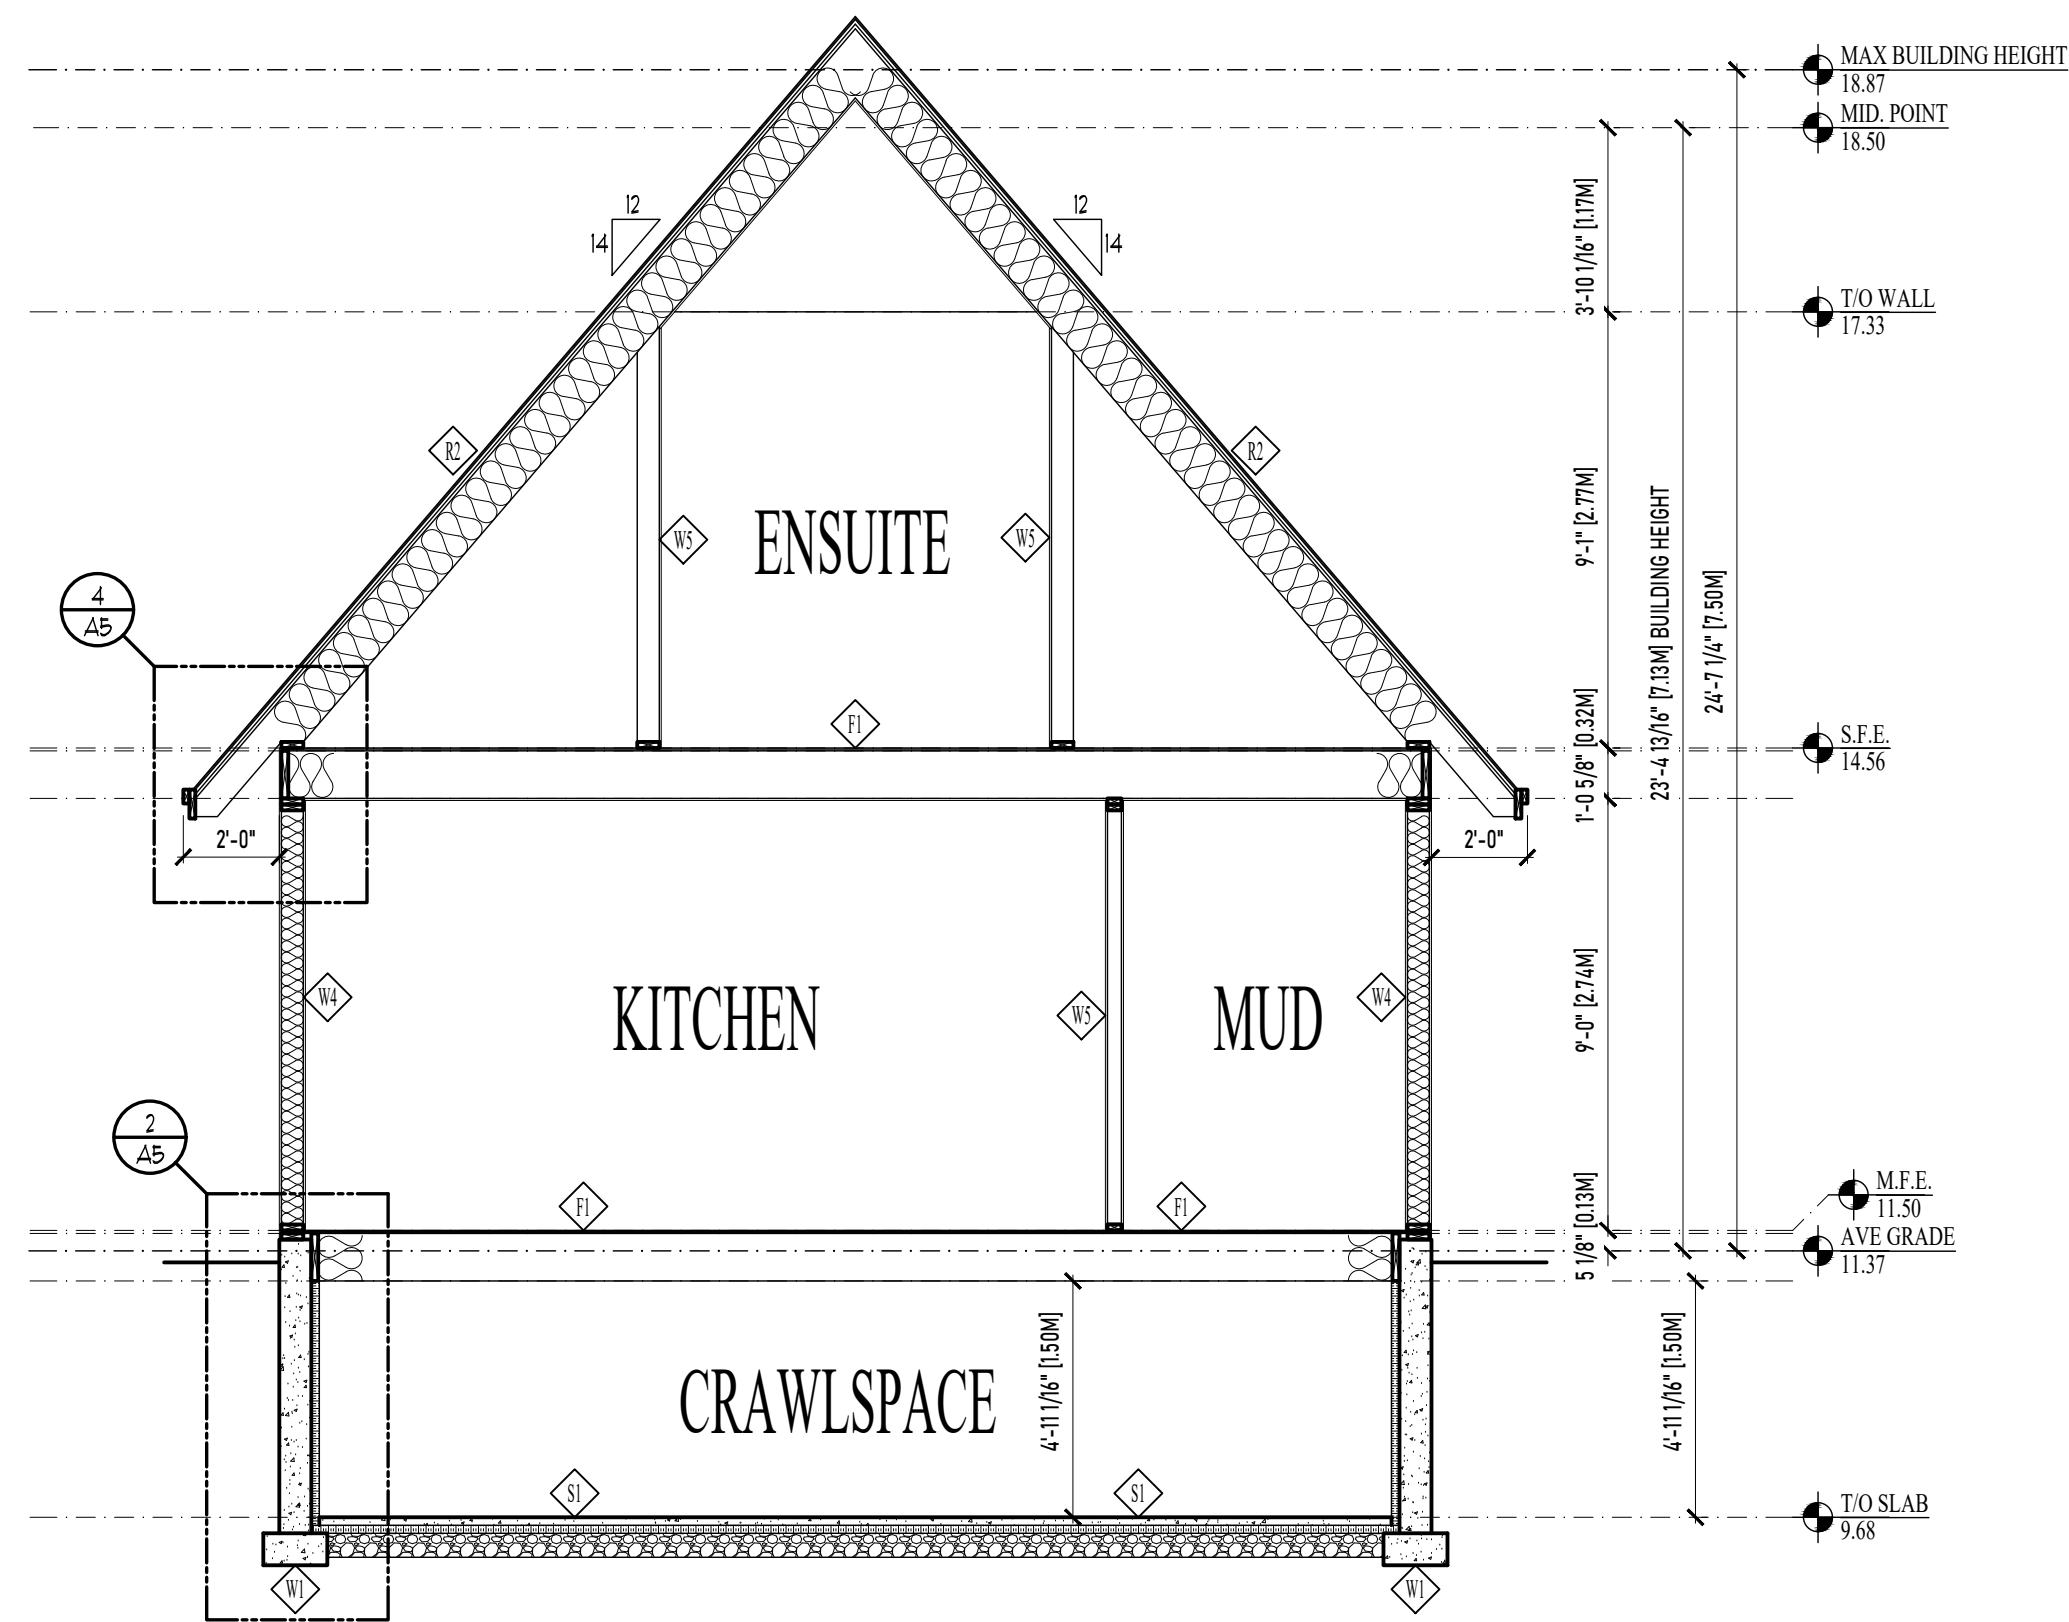 MAX BUILDING HEIGHT
18.87
MID. POINT
18.50
12
14
12
14
3'-10 1/16" [1.17M]
T/O WALL
17.33
R2
R2
9'-1" [2.77M]
23'-4 13/16" [7.13M] BUILDING HEIGHT
24'-7 1/4" [7.50M]
W5
ENSUITE
W5
4
A5
F1
1'-0 5/8" [0.32M]
S.F.E.
14.56
2'-0"
2'-0"
W4
KITCHEN
W5
MUD
W4
9'-0" [2.74M]
2
A5
F1
F1
5 1/8" [0.13M]
M.F.E.
11.50
AVE GRADE
11.37
CRAWLSPACE
4'-11 1/16" [1.50M]
4'-11 1/16" [1.50M]
S1
S1
T/O SLAB
9.68
W1
W1